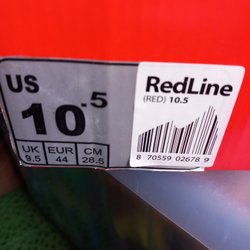 US
10.5
UK EUR CM
9.5 44 28.5
RedLine
(RED) 10.5
8 70559 02678 9